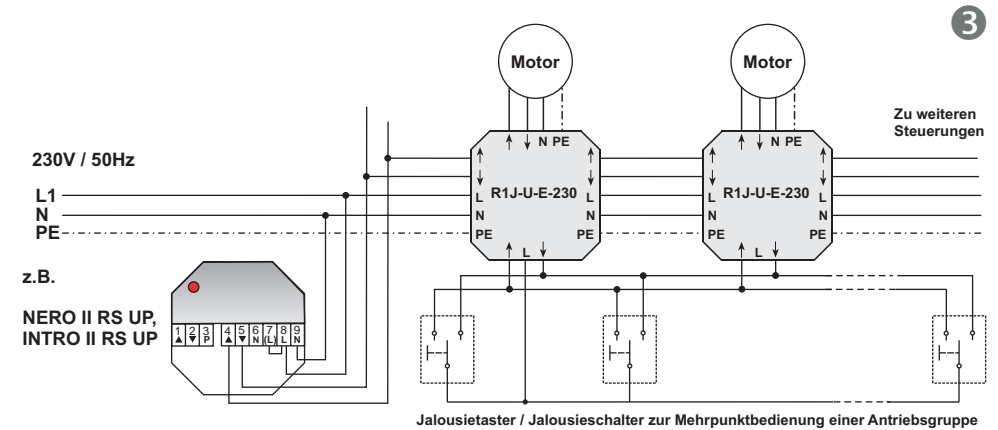 3
Motor
Motor
Zu weiteren
Steuerungen
↑ ↓ N PE
↑ ↓ N PE
230V / 50Hz
R1J-U-E-230
R1J-U-E-230
L1
L
L
L
L
N
N
N
N
N
PE
PE
PE
PE
PE
↑ L ↓
↑ L ↓
z.B.
NERO II RS UP,
INTRO II RS UP
1 2 3 4 5 6 7 8 9
▲ ▼ P ▲ ▼ N (L) L N
Jalousietaster / Jalousieschalter zur Mehrpunktbedienung einer Antriebsgruppe